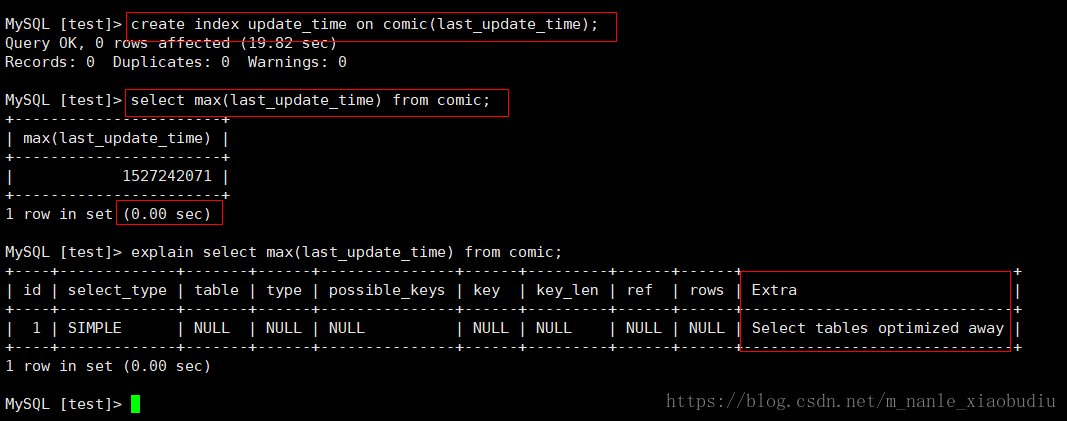 MySQL [test]> create index update_time on comic(last_update_time);
Query OK, 0 rows affected (19.82 sec)
Records: 0  Duplicates: 0  Warnings: 0
MySQL [test]> select max(last_update_time) from comic;
+-----------------------+
| max(last_update_time) |
+-----------------------+
|            1527242071 |
+-----------------------+
1 row in set (0.00 sec)
MySQL [test]> explain select max(last_update_time) from comic;
+----+-------------+-------+------+---------------+------+---------+------+------+------------------------------+
| id | select_type | table | type | possible_keys | key  | key_len | ref  | rows | Extra                        |
+----+-------------+-------+------+---------------+------+---------+------+------+------------------------------+
|  1 | SIMPLE      | NULL  | NULL | NULL          | NULL | NULL    | NULL | NULL | Select tables optimized away |
+----+-------------+-------+------+---------------+------+---------+------+------+------------------------------+
1 row in set (0.00 sec)
MySQL [test]>
https://blog.csdn.net/m_nanle_xiaobudiu